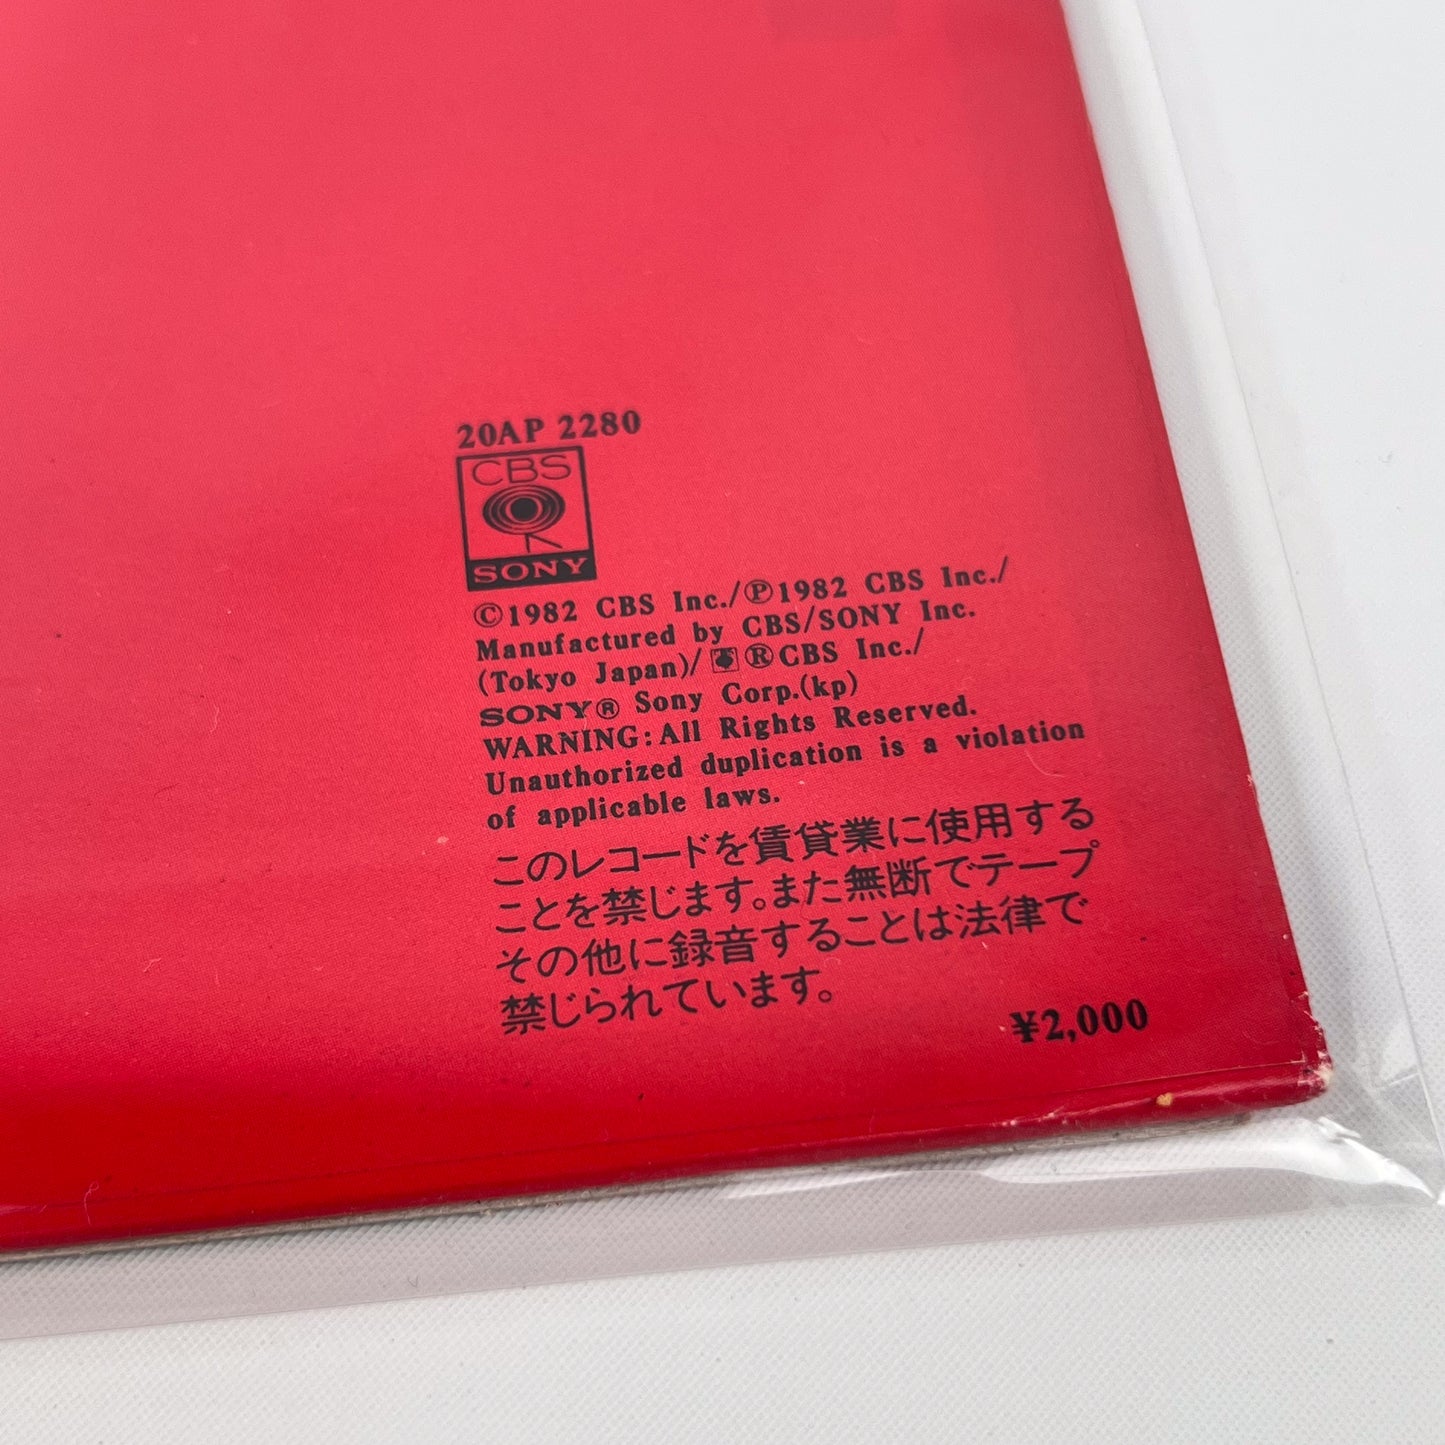 20AP 2280
CBS
SONY
©1982 CBS Inc./Ⓟ1982 CBS Inc./
Manufactured by CBS/SONY Inc.
(Tokyo Japan)/®CBS Inc./
SONY® Sony Corp.(kp)
WARNING:All Rights Reserved.
Unauthorized duplication is a violation
of applicable laws.
このレコードを賃貸業に使用する
ことを禁じます。また無断でテープ
その他に録音することは法律で
禁じられています。
¥2,000